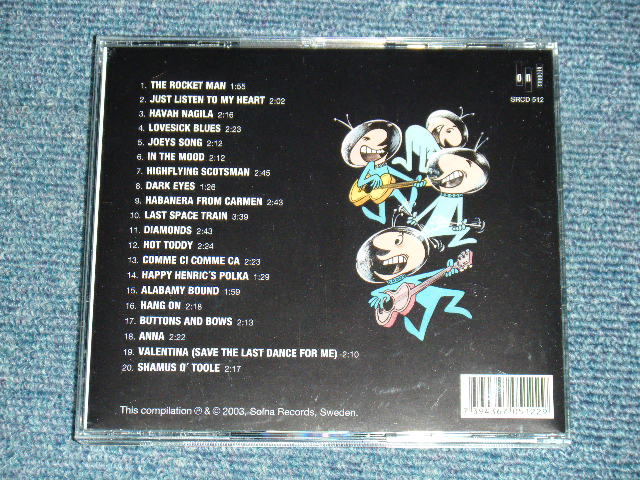 SRCD 512
1. THE ROCKET MAN 1:55
2. JUST LISTEN TO MY HEART 2:02
3. HAVAH NAGILA 2:16
4. LOVESICK BLUES 2:23
5. JOEYS SONG 2:12
6. IN THE MOOD 2:12
7. HIGHFLYING SCOTSMAN 2:45
8. DARK EYES 1:26
9. HABANERA FROM CARMEN 2:43
10. LAST SPACE TRAIN 3:39
11. DIAMONDS 2:43
12. HOT TODDY 2:24
13. COMME CI COMME CA 2:23
14. HAPPY HENRIC'S POLKA 1:29
15. ALABAMY BOUND 1:59
16. HANG ON 2:18
17. BUTTONS AND BOWS 2:13
18. ANNA 2:22
19. VALENTINA (SAVE THE LAST DANCE FOR ME) 2:10
20. SHAMUS O' TOOLE 2:17
This compilation ℗ & © 2003, Solna Records, Sweden.
7 394367 051229